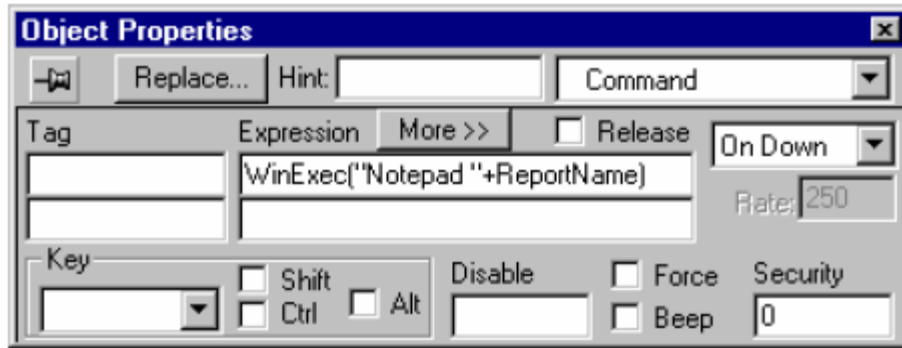 Object Properties
Replace... Hint: Command
Tag Expression More >> Release On Down
WinExec("Notepad "+ReportName)
Rate: 250
Key Shift Disable Force Security
Ctrl Alt Beep 0